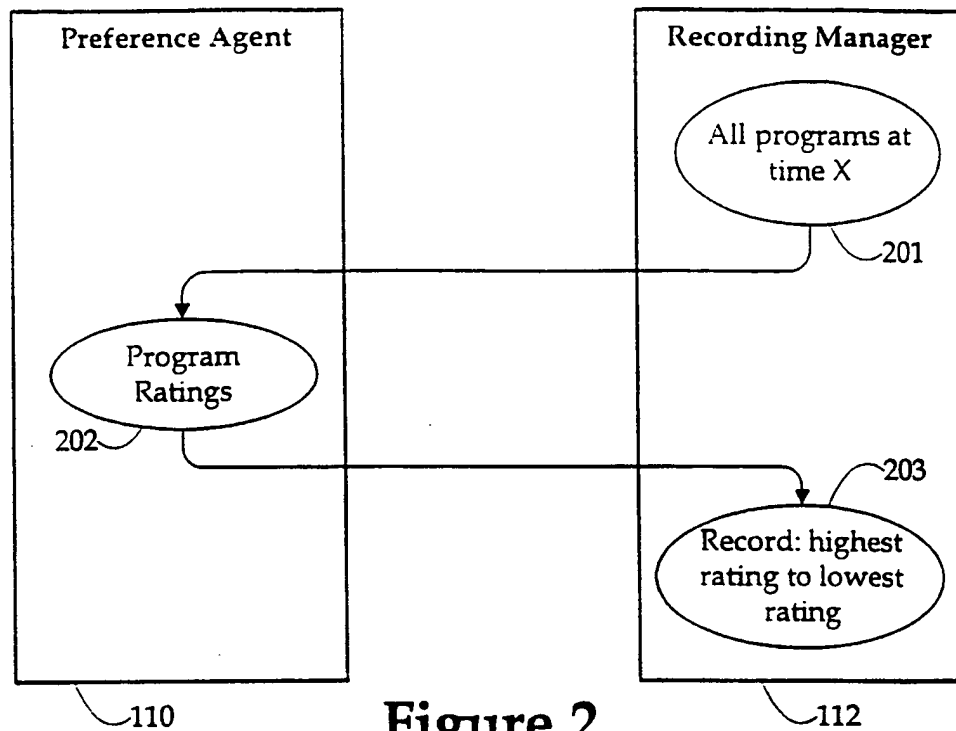 Preference Agent
Recording Manager
All programs at
time X
201
Program
Ratings
202
203
Record: highest
rating to lowest
rating
110
112
Figure 2